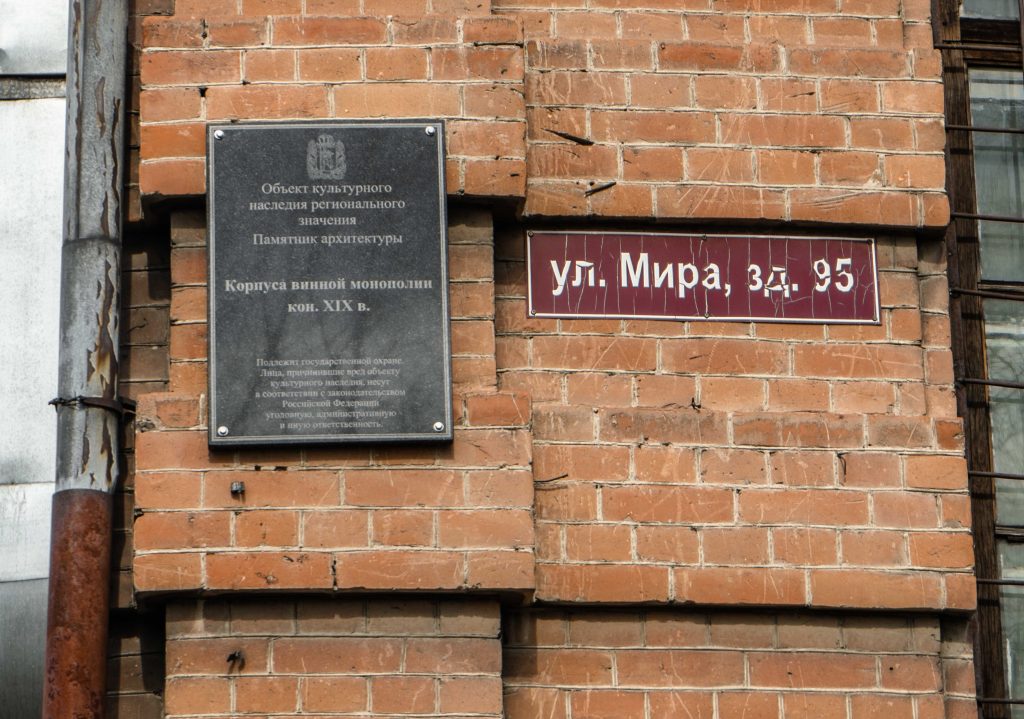 Объект культурного
наследия регионального
значения
Памятник архитектуры
Корпуса винной монополии
кон. XIX в.
Подлежит государственной охране.
Лица, причинившие вред объекту
культурного наследия, несут
в соответствии с законодательством
Российской Федерации
уголовную, административную
и иную ответственность.
ул. Мира, зд. 95